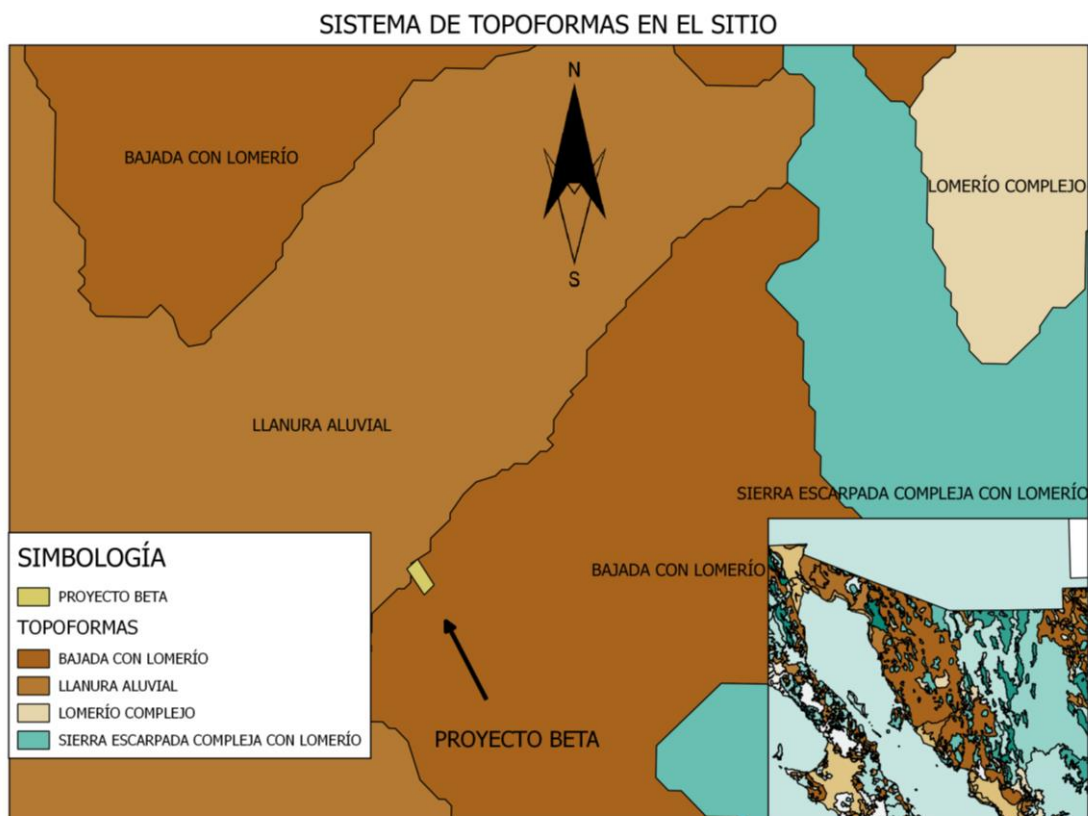 SISTEMA DE TOPOFORMAS EN EL SITIO
N
BAJADA CON LOMERÍO
LOMERÍO COMPLEJO
S
LLANURA ALUVIAL
SIERRA ESCARPADA COMPLEJA CON LOMERÍO
BAJADA CON LOMERÍO
SIMBOLOGÍA
PROYECTO BETA
TOPOFORMAS
BAJADA CON LOMERÍO
LLANURA ALUVIAL
LOMERÍO COMPLEJO
SIERRA ESCARPADA COMPLEJA CON LOMERÍO
PROYECTO BETA